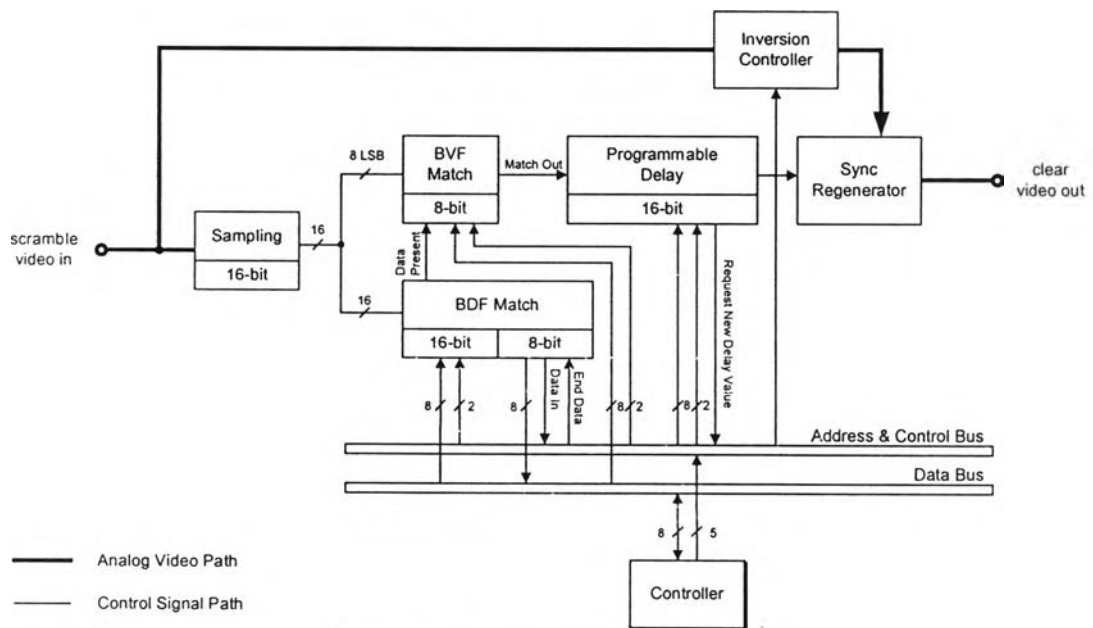 Inversion
Controller
8 LSB
BVF
Match
8-bit
Match Out
Programmable
Delay
16-bit
Sync
Regenerator
clear
video out
scramble
video in
Sampling
16-bit
16
16
Data
Present
BDF Match
16-bit
8-bit
Request New Delay Value
Data In
End Data
8
2
8
8
2
8
2
Address & Control Bus
Data Bus
8
5
Controller
Analog Video Path
Control Signal Path